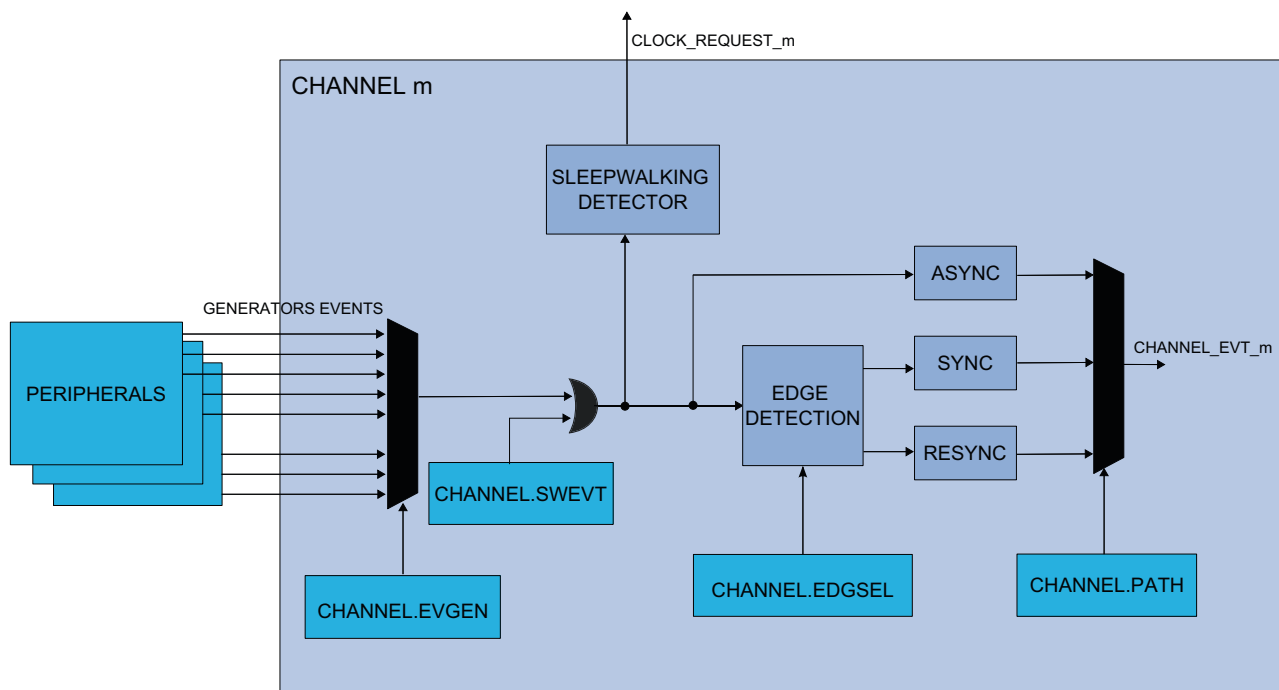 CLOCK_REQUEST_m
CHANNEL m
SLEEPWALKING
DETECTOR
ASYNC
GENERATORS EVENTS
CHANNEL_EVT_m
PERIPHERALS
SYNC
EDGE
DETECTION
RESYNC
CHANNEL.SWEVT
CHANNEL.EDGSEL
CHANNEL.PATH
CHANNEL.EVGEN